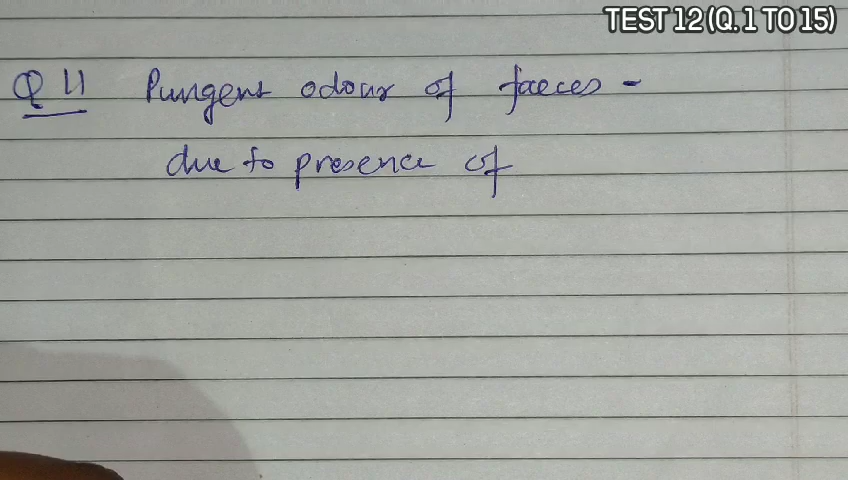 TEST 12 (Q. 1 TO 15)
Q 11 Pungent odour of faeces -
due to presence of